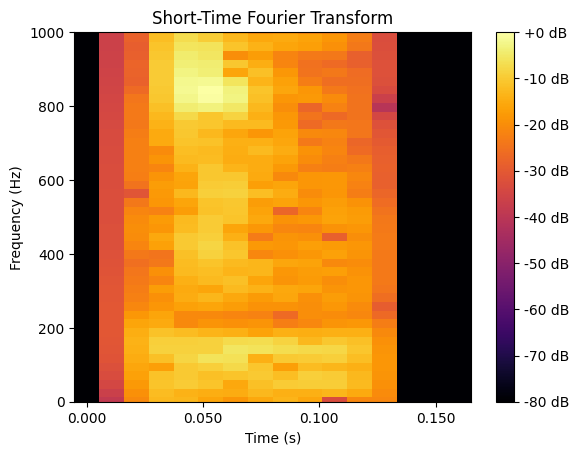 Short-Time Fourier Transform
Frequency (Hz)
1000
800
600
400
200
0
0.000
0.050
0.100
0.150
Time (s)
+0 dB
-10 dB
-20 dB
-30 dB
-40 dB
-50 dB
-60 dB
-70 dB
-80 dB